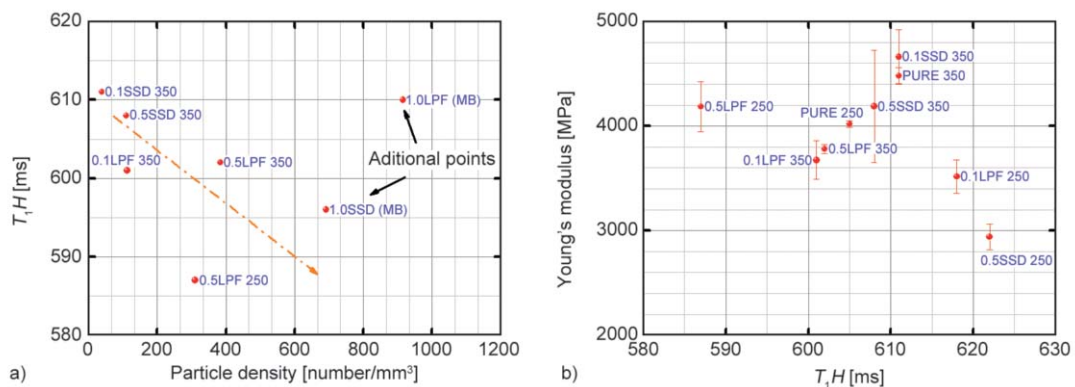 620
610
600
590
580
T₁H [ms]
0.1SSD 350
0.5SSD 350
0.1LPF 350
0.5LPF 350
0.5LPF 250
1.0LPF (MB)
Aditional points
1.0SSD (MB)
0 200 400 600 800 1000 1200
Particle density [number/mm³]
a)
5000
4000
3000
2000
Young's modulus [MPa]
0.1SSD 350
PURE 350
0.5LPF 250
PURE 250
0.5SSD 350
0.1LPF 350
0.5LPF 350
0.1LPF 250
0.5SSD 250
580 590 600 610 620 630
T₁H [ms]
b)